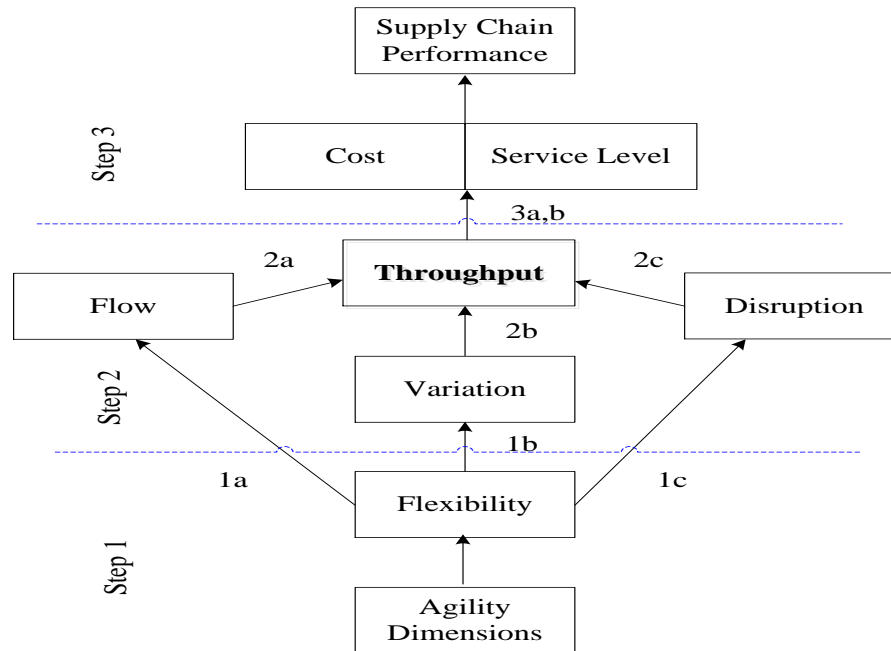 Supply Chain
Performance
Step 3
Cost
Service Level
3a,b
2a
Throughput
2c
Flow
Disruption
2b
Step 2
Variation
1b
1a
Flexibility
1c
Step 1
Agility
Dimensions